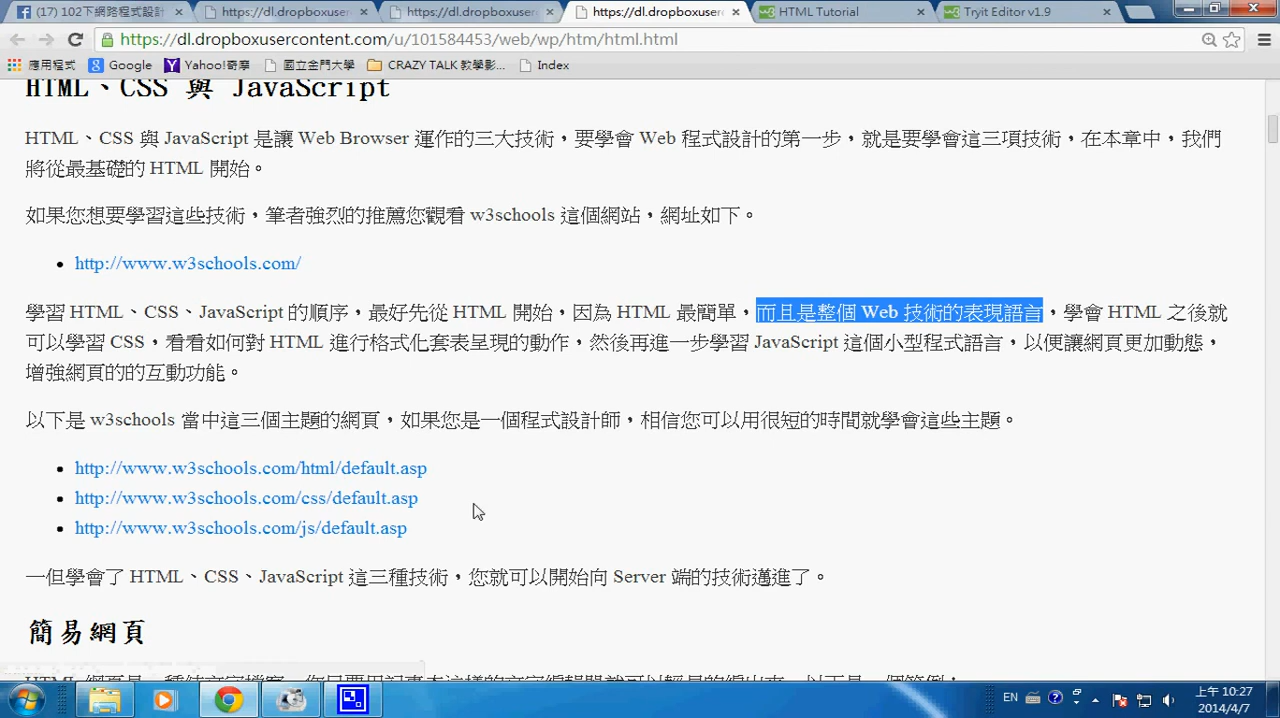 (17) 102下網路程式設計
https://dl.dropboxuserc
https://dl.dropboxuserc
https://dl.dropboxuserc
HTML Tutorial
Tryit Editor v1.9
https://dl.dropboxusercontent.com/u/101584453/web/wp/htm/html.html
應用程式
Google
Yahoo!奇摩
國立金門大學
CRAZY TALK 教學影...
Index
HTML、CSS 與 JavaScript
HTML、CSS 與 JavaScript 是讓 Web Browser 運作的三大技術，要學會 Web 程式設計的第一步，就是要學會這三項技術，在本章中，我們
將從最基礎的 HTML 開始。
如果您想要學習這些技術，筆者強烈的推薦您觀看 w3schools 這個網站，網址如下。
• http://www.w3schools.com/
學習 HTML、CSS、JavaScript 的順序，最好先從 HTML 開始，因為 HTML 最簡單，而且是整個 Web 技術的表現語言，學會 HTML 之後就
可以學習 CSS，看看如何對 HTML 進行格式化套表呈現的動作，然後再進一步學習 JavaScript 這個小型程式語言，以便讓網頁更加動態，
增強網頁的的互動功能。
以下是 w3schools 當中這三個主題的網頁，如果您是一個程式設計師，相信您可以用很短的時間就學會這些主題。
• http://www.w3schools.com/html/default.asp
• http://www.w3schools.com/css/default.asp
• http://www.w3schools.com/js/default.asp
一但學會了 HTML、CSS、JavaScript 這三種技術，您就可以開始向 Server 端的技術邁進了。
簡易網頁
EN
上午 10:27
2014/4/7